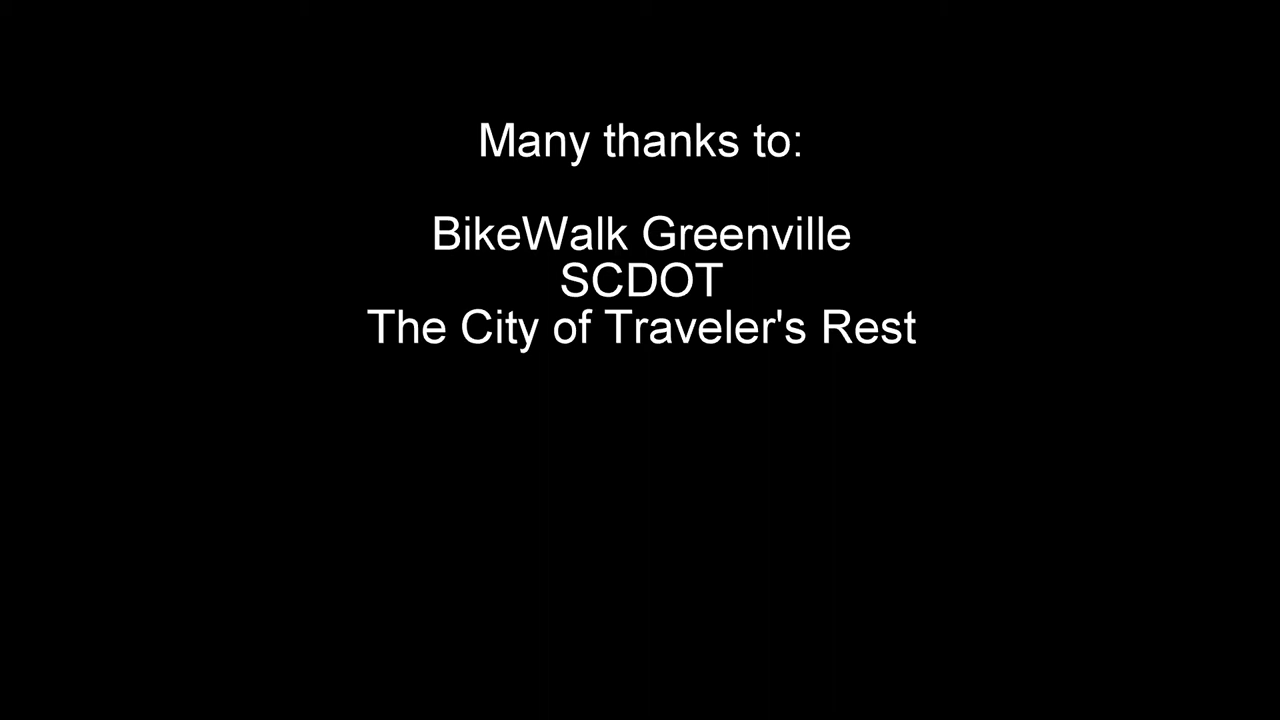 Many thanks to:
BikeWalk Greenville
SCDOT
The City of Traveler's Rest